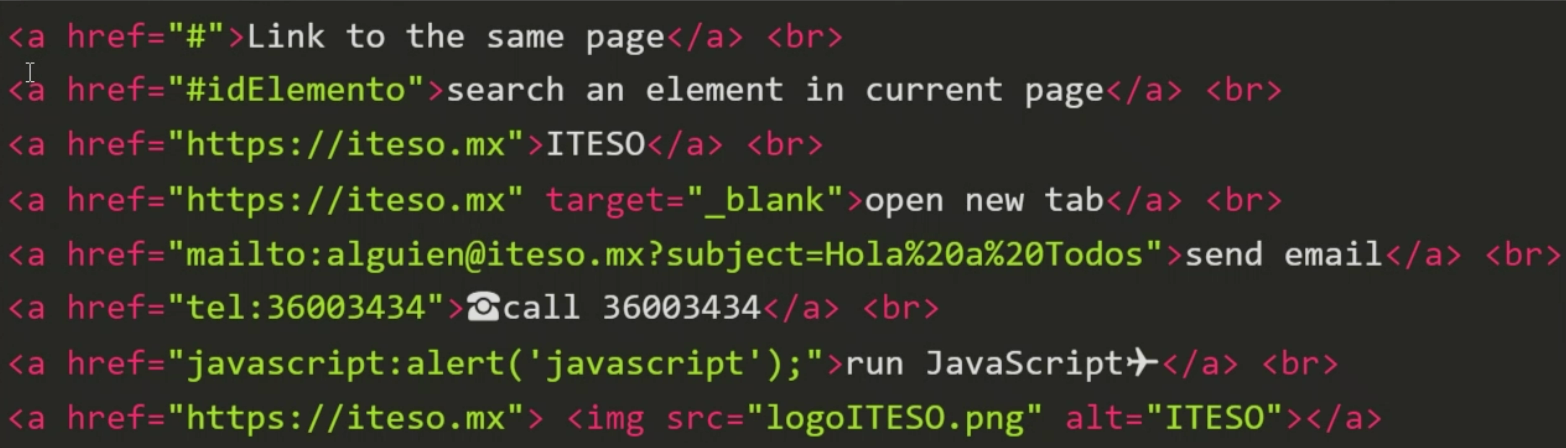 <a href="#">Link to the same page</a> <br>
<a href="#idElemento">search an element in current page</a> <br>
<a href="https://iteso.mx">ITESO</a> <br>
<a href="https://iteso.mx" target="_blank">open new tab</a> <br>
<a href="mailto:alguien@iteso.mx?subject=Hola%20a%20Todos">send email</a> <br>
<a href="tel:36003434">☎call 36003434</a> <br>
<a href="javascript:alert('javascript');">run JavaScript✈</a> <br>
<a href="https://iteso.mx"> <img src="logoITESO.png" alt="ITESO"></a>